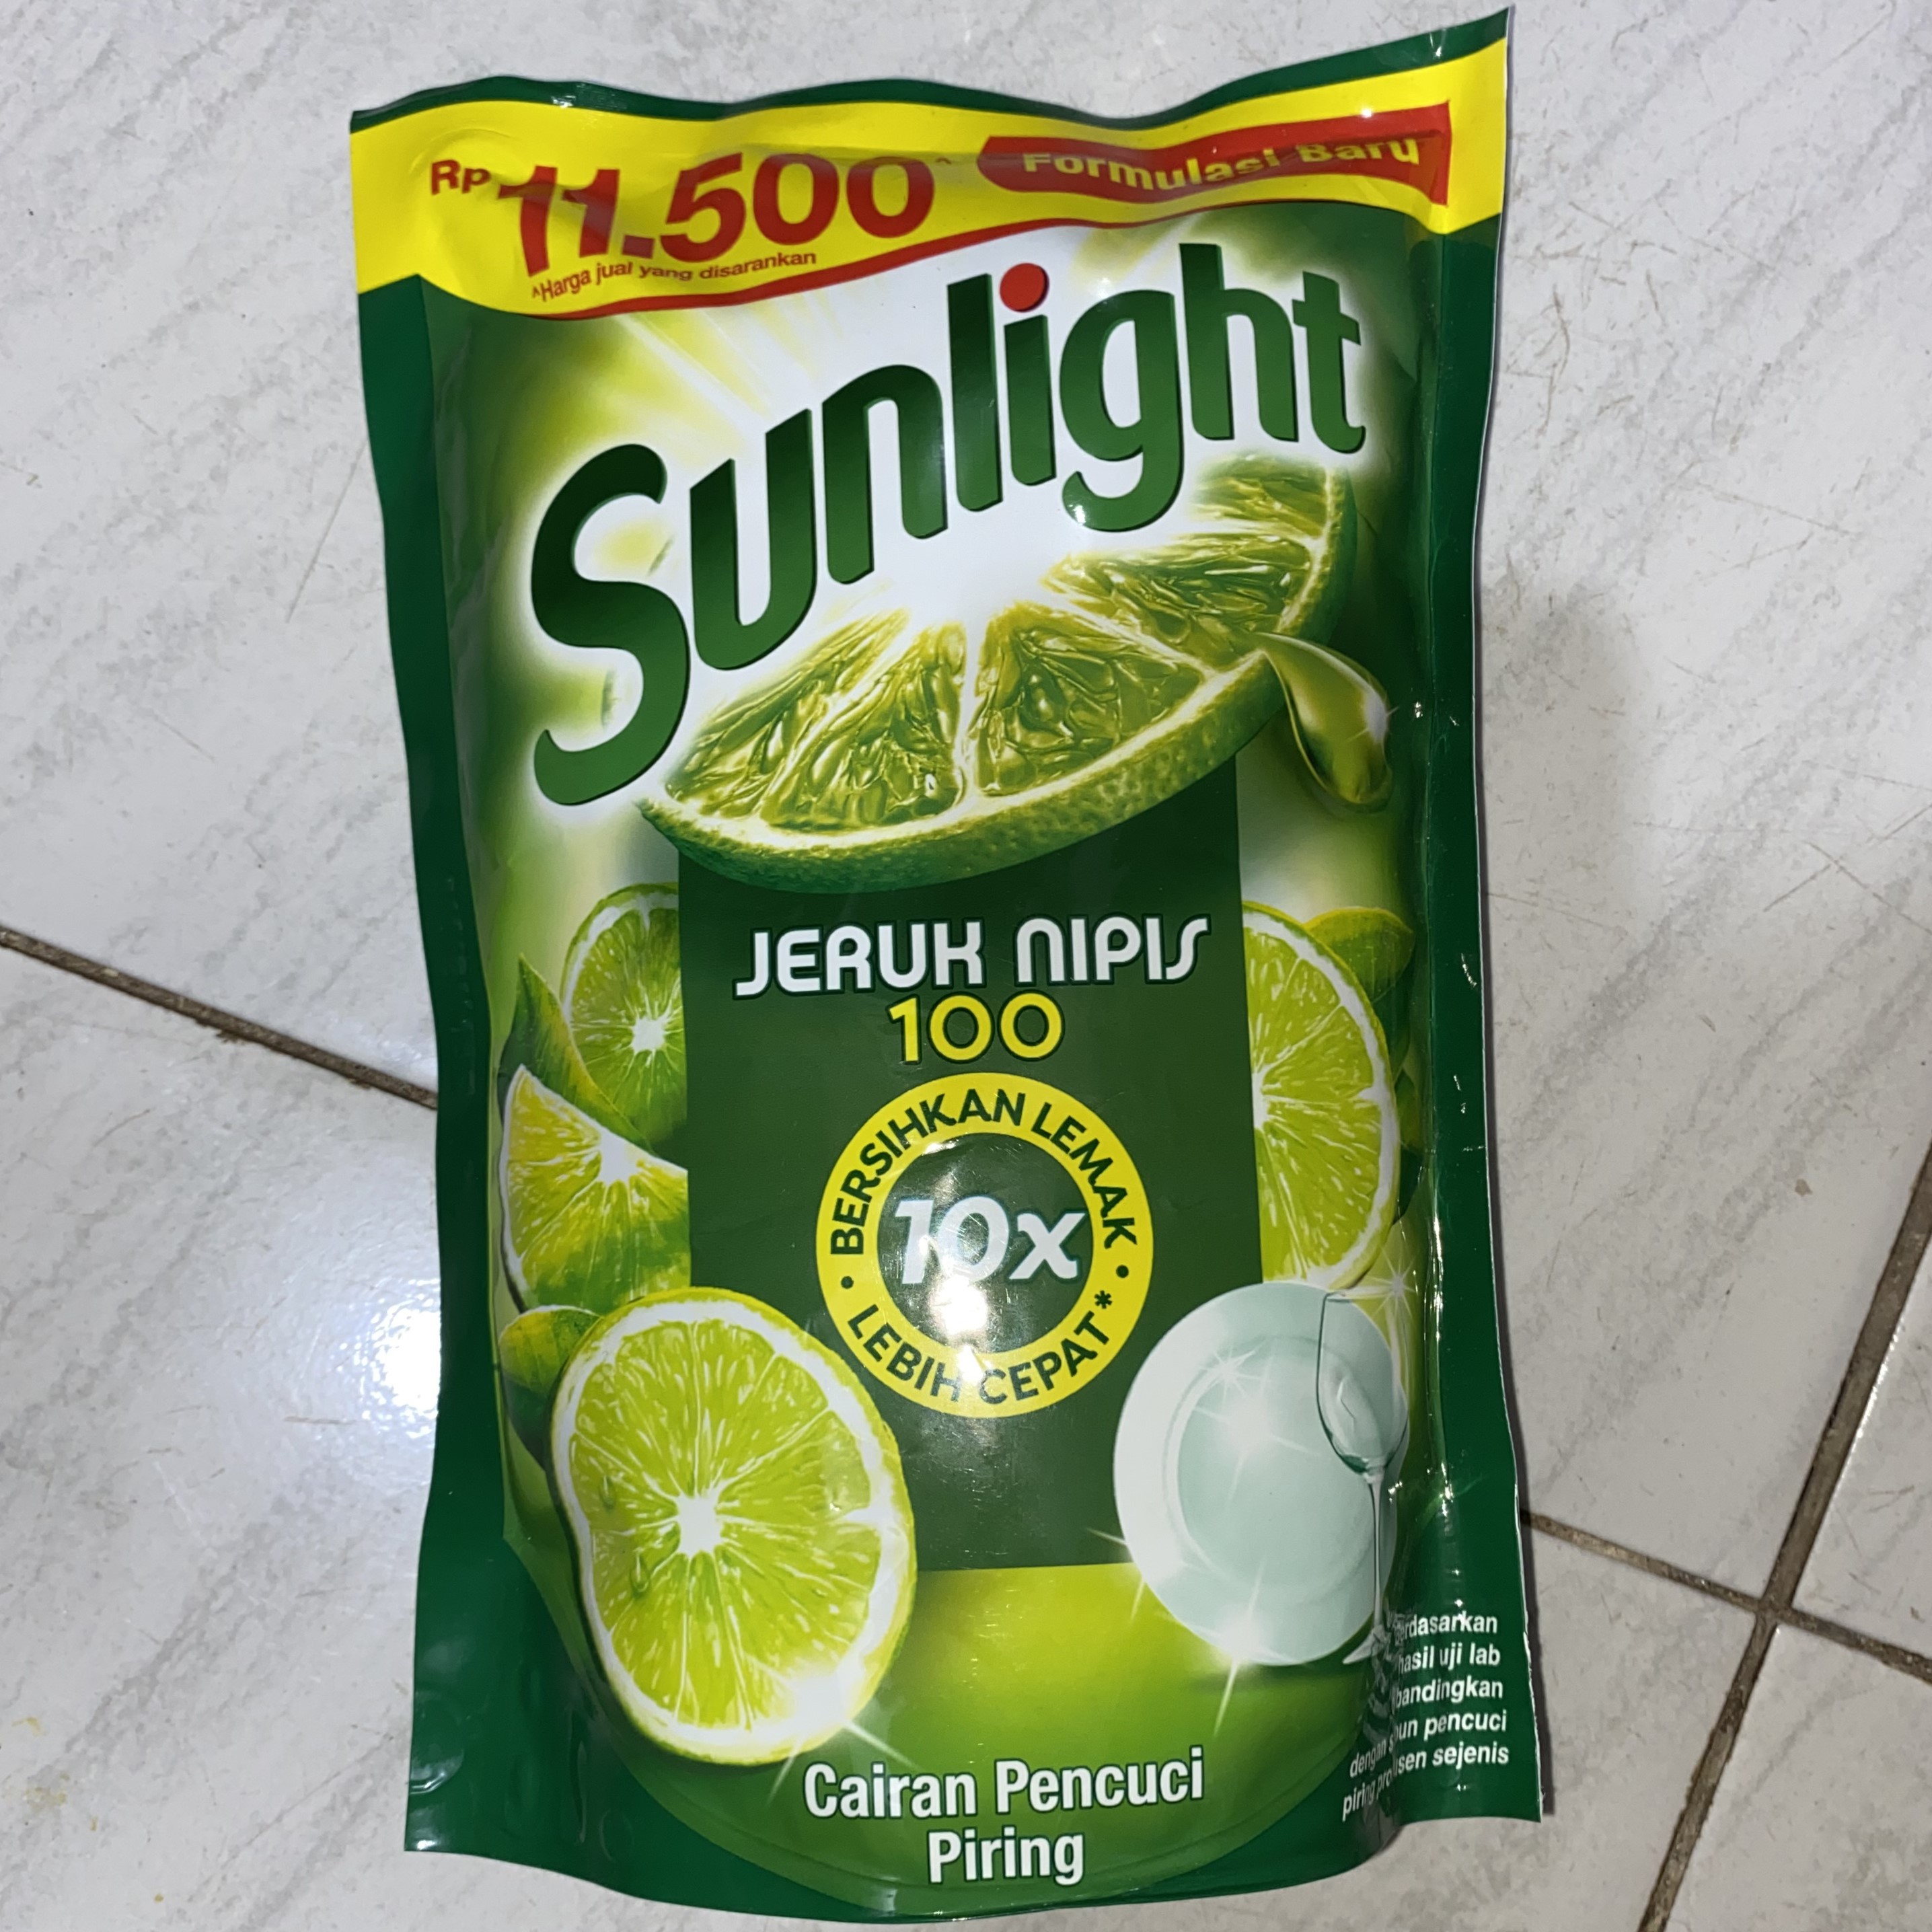 Rp 11.500^
Formulasi Baru
^Harga jual yang disarankan
Sunlight
JERUK NIPIS
100
BERSIHKAN LEMAK
10x
LEBIH CEPAT*
Cairan Pencuci
Piring
hasil uji lab
dengan pencuci
sejenis